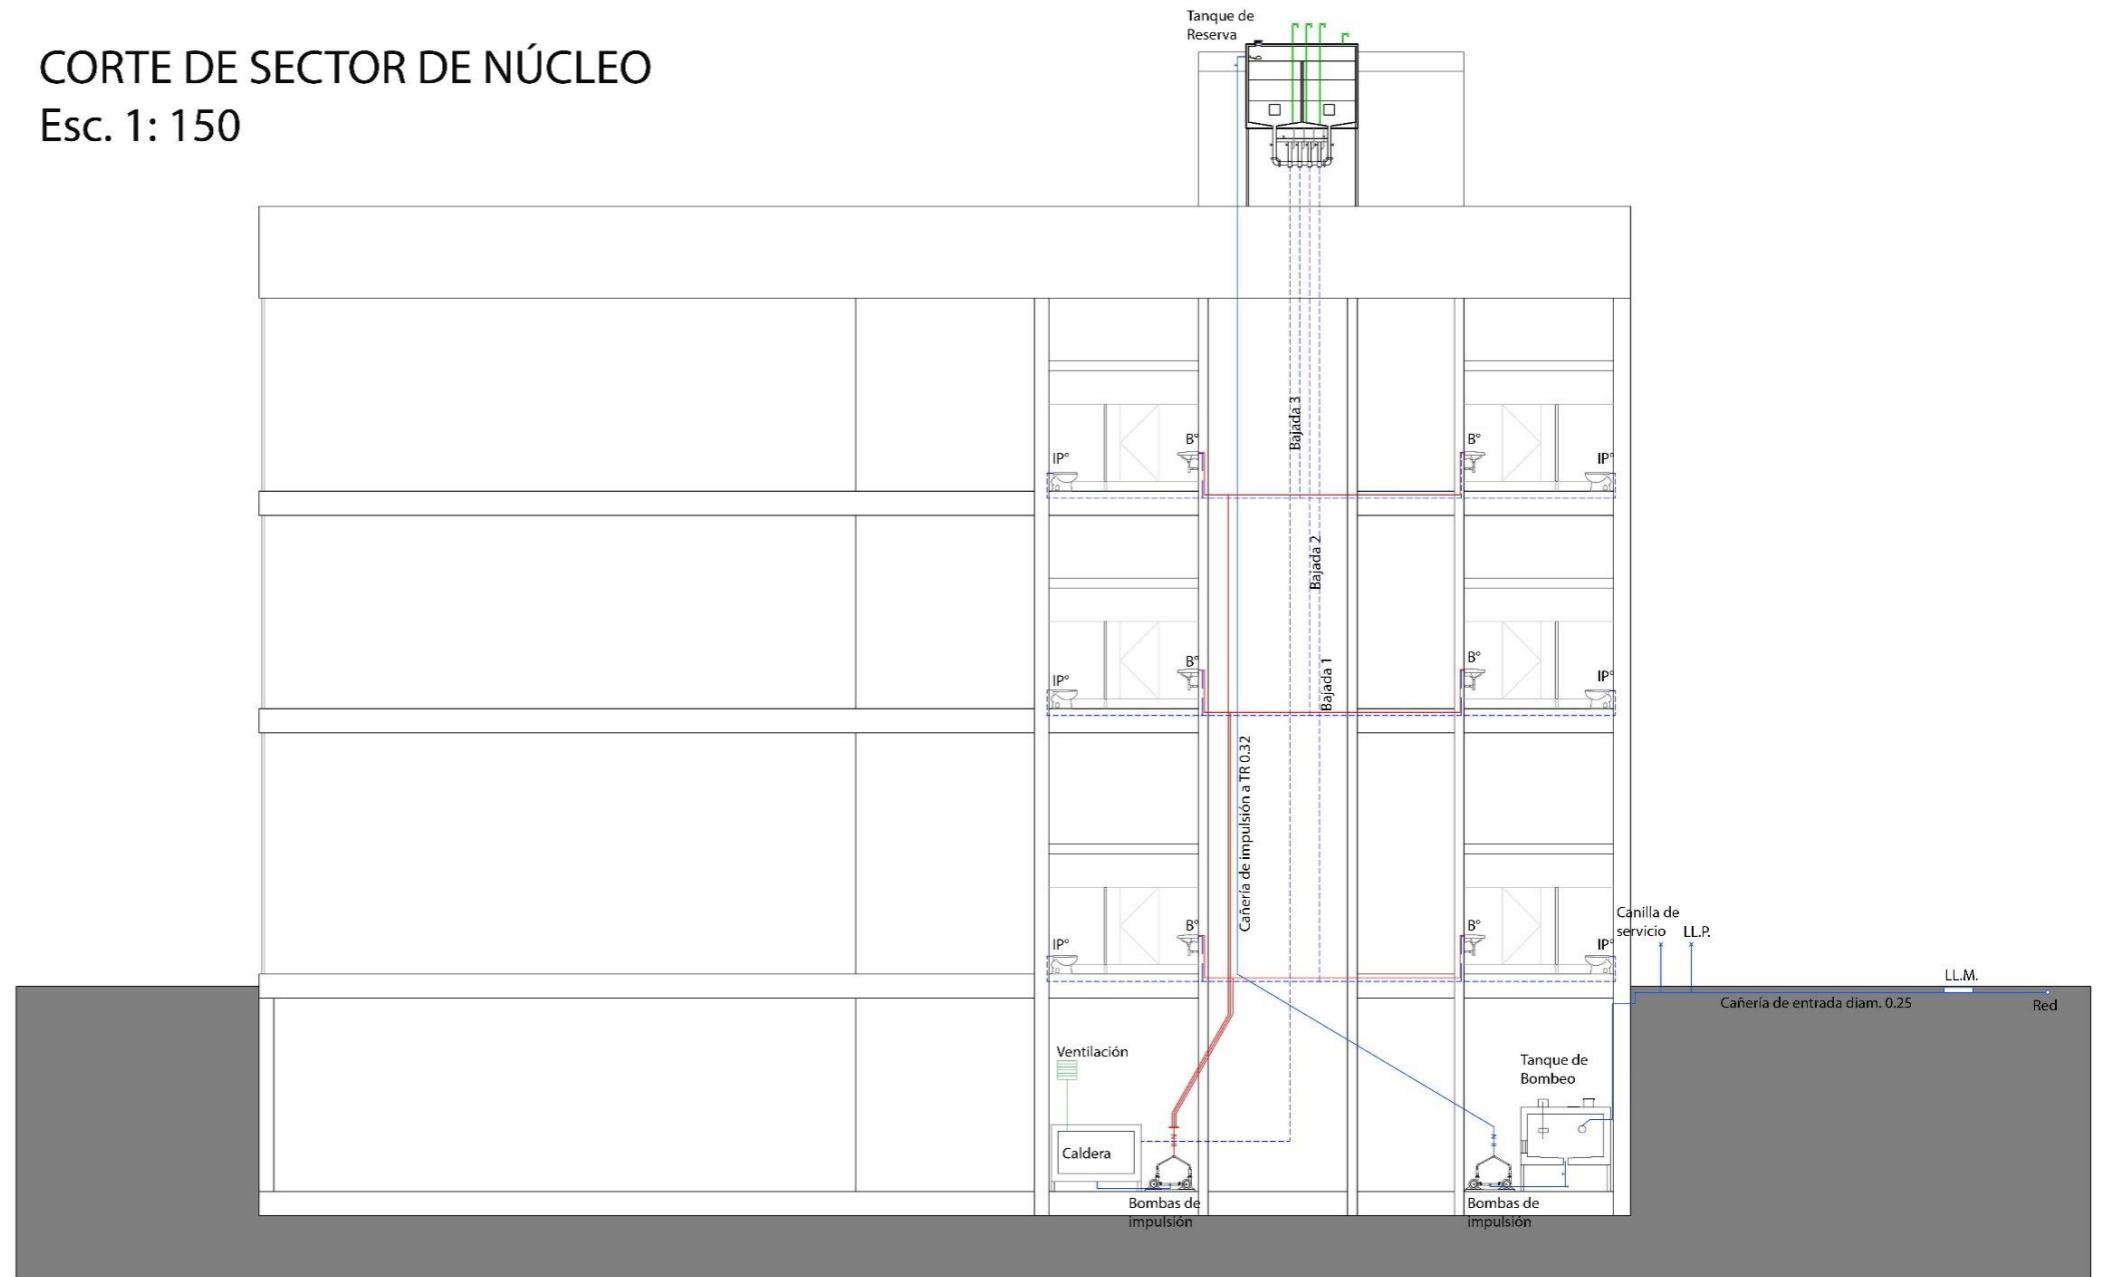 CORTE DE SECTOR DE NÚCLEO
Esc. 1: 150
Tanque de
Reserva
Bajada 3
B°
B°
IP°
IP°
Bajada 2
B°
B°
IP°
IP°
Bajada 1
Cañería de impulsión a TR 0.32
B°
B°
IP°
IP°
Canilla de
servicio
LL.P.
LL.M.
Cañería de entrada diam. 0.25
Red
Ventilación
Tanque de
Bombeo
Caldera
Bombas de
impulsión
Bombas de
impulsión